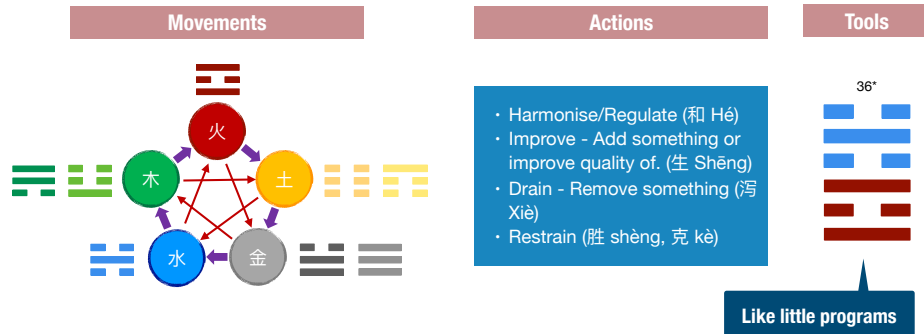 Movements
Actions
Tools
火
木
土
水
金
• Harmonise/Regulate (和 Hé)
• Improve - Add something or
improve quality of. (生 Shēng)
• Drain - Remove something (泻
Xiè)
• Restrain (胜 shèng, 克 kè)
36*
Like little programs